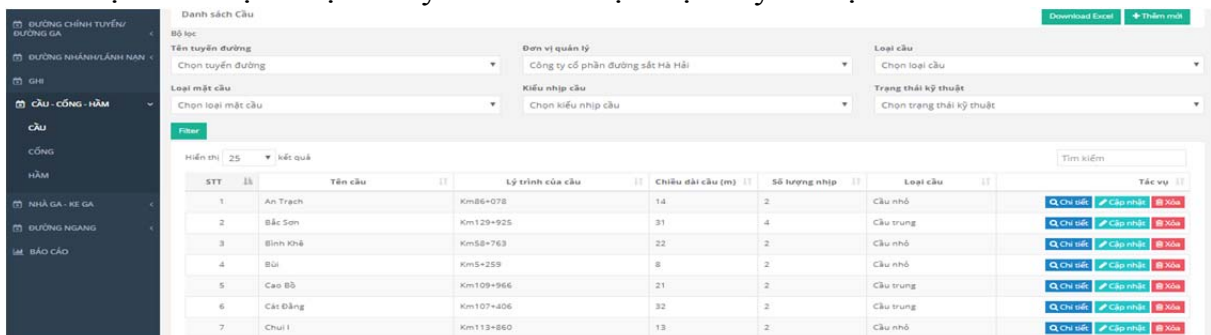 Danh sách Cầu
Download Excel
+ Thêm mới
ĐƯỜNG CHÍNH TUYẾN/
ĐƯỜNG GA
ĐƯỜNG NHÁNH/LÁNH NẠN
GHI
CẦU - CỐNG - HẦM
CẦU
CỐNG
HẦM
NHÀ GA - KE GA
ĐƯỜNG NGANG
BÁO CÁO
Bộ lọc
Tên tuyến đường
Đơn vị quản lý
Loại cầu
Chọn tuyến đường
Công ty cổ phần đường sắt Hà Hải
Chọn loại cầu
Loại mặt cầu
Kiểu nhịp cầu
Trạng thái kỹ thuật
Chọn loại mặt cầu
Chọn kiểu nhịp cầu
Chọn trạng thái kỹ thuật
Filter
Hiển thị 25 kết quả
Tìm kiếm
STT Tên cầu Lý trình của cầu Chiều dài cầu (m) Số lượng nhịp Loại cầu Tác vụ
1 An Trạch Km86+078 14 2 Cầu nhỏ Chi tiết Cập nhật Xóa
2 Bắc Sơn Km129+925 31 4 Cầu trung Chi tiết Cập nhật Xóa
3 Bình Khê Km58+763 22 2 Cầu nhỏ Chi tiết Cập nhật Xóa
4 Bùi Km5+259 8 2 Cầu nhỏ Chi tiết Cập nhật Xóa
5 Cao Bồ Km109+966 21 2 Cầu trung Chi tiết Cập nhật Xóa
6 Cát Đằng Km107+406 32 2 Cầu trung Chi tiết Cập nhật Xóa
7 Chui I Km113+860 13 2 Cầu nhỏ Chi tiết Cập nhật Xóa